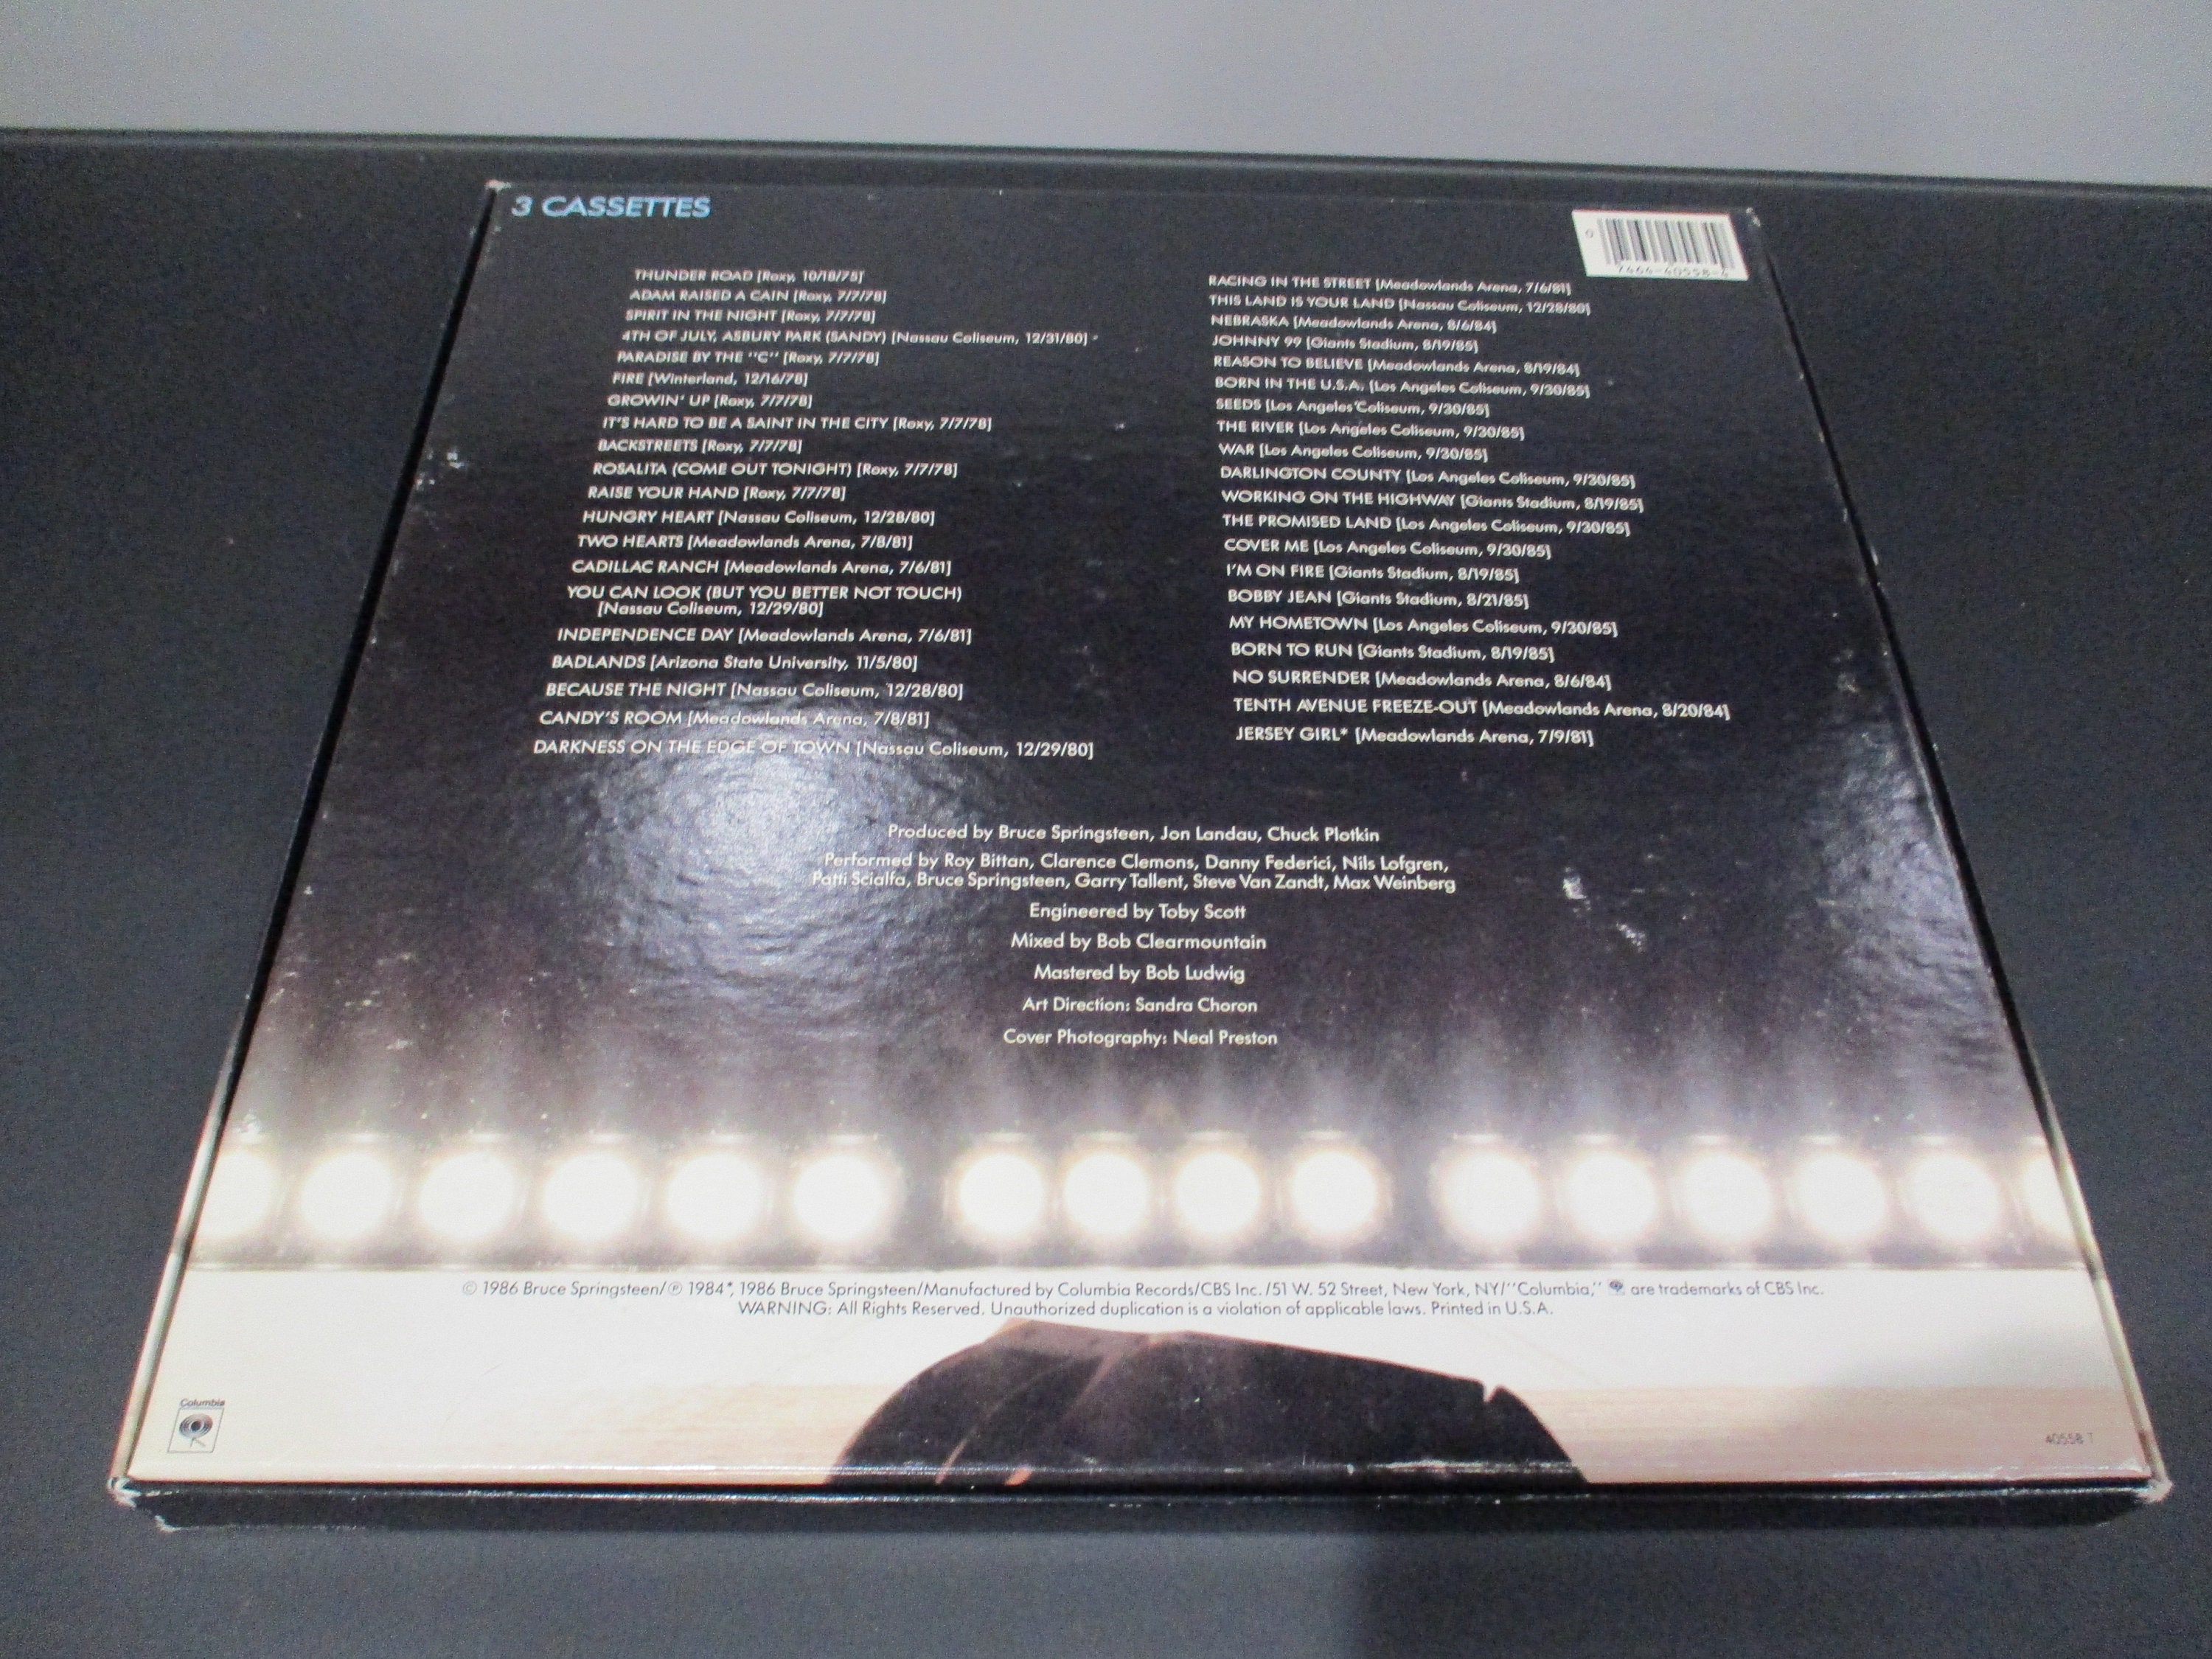 3 CASSETTES
0
7464-40558-4
THUNDER ROAD [Roxy, 10/18/75]
ADAM RAISED A CAIN [Roxy, 7/7/78]
SPIRIT IN THE NIGHT [Roxy, 7/7/78]
4TH OF JULY, ASBURY PARK (SANDY) [Nassau Coliseum, 12/31/80]
PARADISE BY THE "C" [Roxy, 7/7/78]
FIRE [Winterland, 12/16/78]
GROWIN' UP [Roxy, 7/7/78]
IT'S HARD TO BE A SAINT IN THE CITY [Roxy, 7/7/78]
BACKSTREETS [Roxy, 7/7/78]
ROSALITA (COME OUT TONIGHT) [Roxy, 7/7/78]
RAISE YOUR HAND [Roxy, 7/7/78]
HUNGRY HEART [Nassau Coliseum, 12/28/80]
TWO HEARTS [Meadowlands Arena, 7/8/81]
CADILLAC RANCH [Meadowlands Arena, 7/6/81]
YOU CAN LOOK (BUT YOU BETTER NOT TOUCH)
[Nassau Coliseum, 12/29/80]
INDEPENDENCE DAY [Meadowlands Arena, 7/6/81]
BADLANDS [Arizona State University, 11/5/80]
BECAUSE THE NIGHT [Nassau Coliseum, 12/28/80]
CANDY'S ROOM [Meadowlands Arena, 7/8/81]
DARKNESS ON THE EDGE OF TOWN [Nassau Coliseum, 12/29/80]
RACING IN THE STREET [Meadowlands Arena, 7/6/81]
THIS LAND IS YOUR LAND [Nassau Coliseum, 12/28/80]
NEBRASKA [Meadowlands Arena, 8/6/84]
JOHNNY 99 [Giants Stadium, 8/19/85]
REASON TO BELIEVE [Meadowlands Arena, 8/19/84]
BORN IN THE U.S.A. [Los Angeles Coliseum, 9/30/85]
SEEDS [Los Angeles Coliseum, 9/30/85]
THE RIVER [Los Angeles Coliseum, 9/30/85]
WAR [Los Angeles Coliseum, 9/30/85]
DARLINGTON COUNTY [Los Angeles Coliseum, 9/30/85]
WORKING ON THE HIGHWAY [Giants Stadium, 8/19/85]
THE PROMISED LAND [Los Angeles Coliseum, 9/30/85]
COVER ME [Los Angeles Coliseum, 9/30/85]
I'M ON FIRE [Giants Stadium, 8/19/85]
BOBBY JEAN [Giants Stadium, 8/21/85]
MY HOMETOWN [Los Angeles Coliseum, 9/30/85]
BORN TO RUN [Giants Stadium, 8/19/85]
NO SURRENDER [Meadowlands Arena, 8/6/84]
TENTH AVENUE FREEZE-OUT [Meadowlands Arena, 8/20/84]
JERSEY GIRL* [Meadowlands Arena, 7/9/81]
Produced by Bruce Springsteen, Jon Landau, Chuck Plotkin
Performed by Roy Bittan, Clarence Clemons, Danny Federici, Nils Lofgren,
Patti Scialfa, Bruce Springsteen, Garry Tallent, Steve Van Zandt, Max Weinberg
Engineered by Toby Scott
Mixed by Bob Clearmountain
Mastered by Bob Ludwig
Art Direction: Sandra Choron
Cover Photography: Neal Preston
© 1986 Bruce Springsteen/℗ 1984*, 1986 Bruce Springsteen/Manufactured by Columbia Records/CBS Inc./51 W. 52 Street, New York, NY/"Columbia," are trademarks of CBS Inc.
WARNING: All Rights Reserved. Unauthorized duplication is a violation of applicable laws. Printed in U.S.A.
Columbia
40558 T